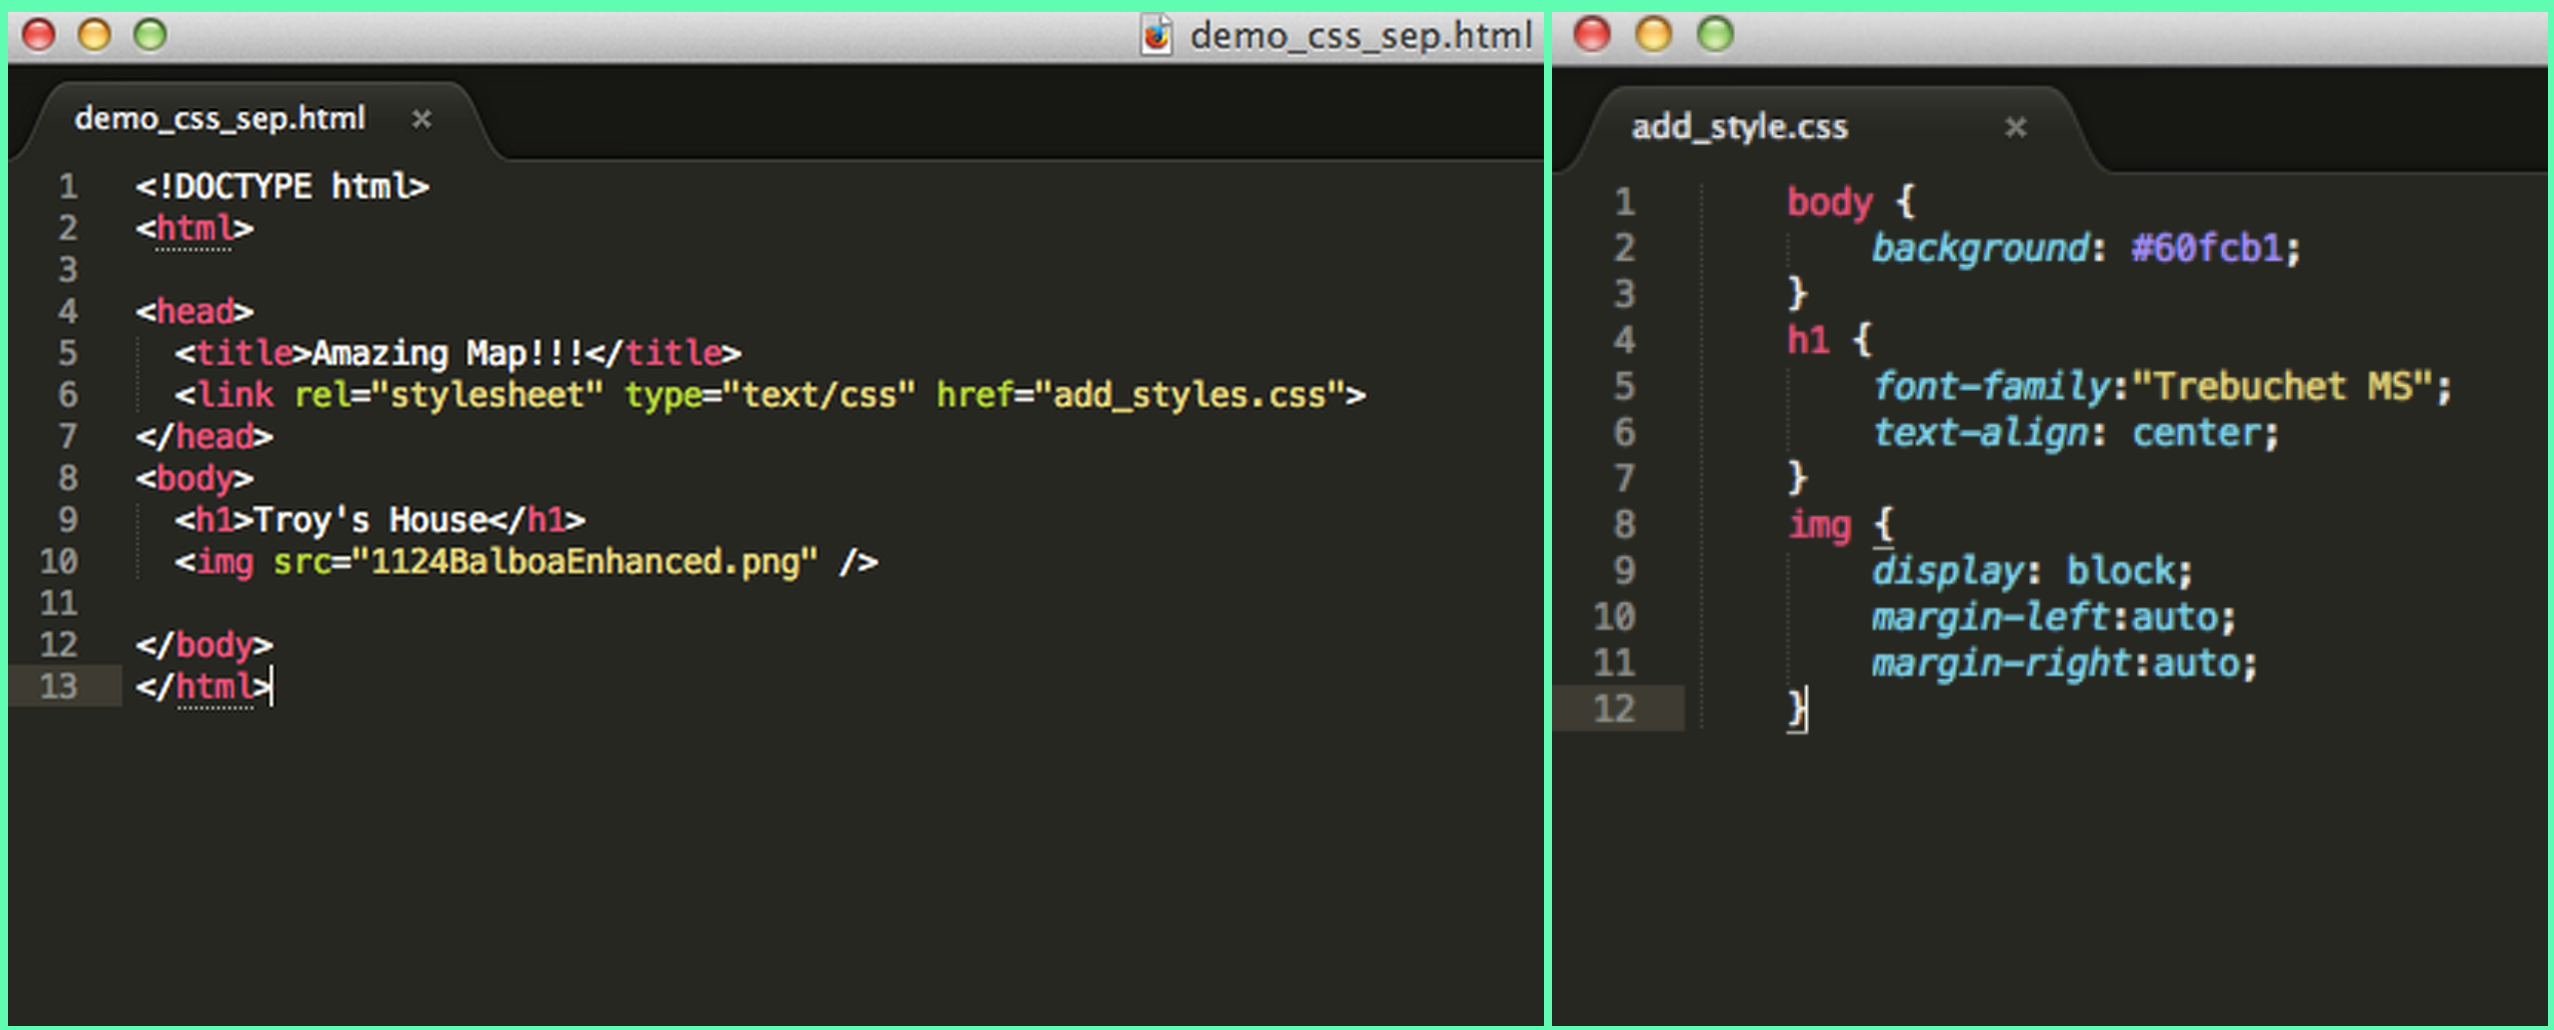 demo_css_sep.html
demo_css_sep.html ×
1 <!DOCTYPE html>
2 <html>
3
4 <head>
5 <title>Amazing Map!!!</title>
6 <link rel="stylesheet" type="text/css" href="add_styles.css">
7 </head>
8 <body>
9 <h1>Troy's House</h1>
10 <img src="1124BalboaEnhanced.png" />
11
12 </body>
13 </html>
add_style.css ×
1 body {
2 background: #60fcb1;
3 }
4 h1 {
5 font-family:"Trebuchet MS";
6 text-align: center;
7 }
8 img {
9 display: block;
10 margin-left:auto;
11 margin-right:auto;
12 }